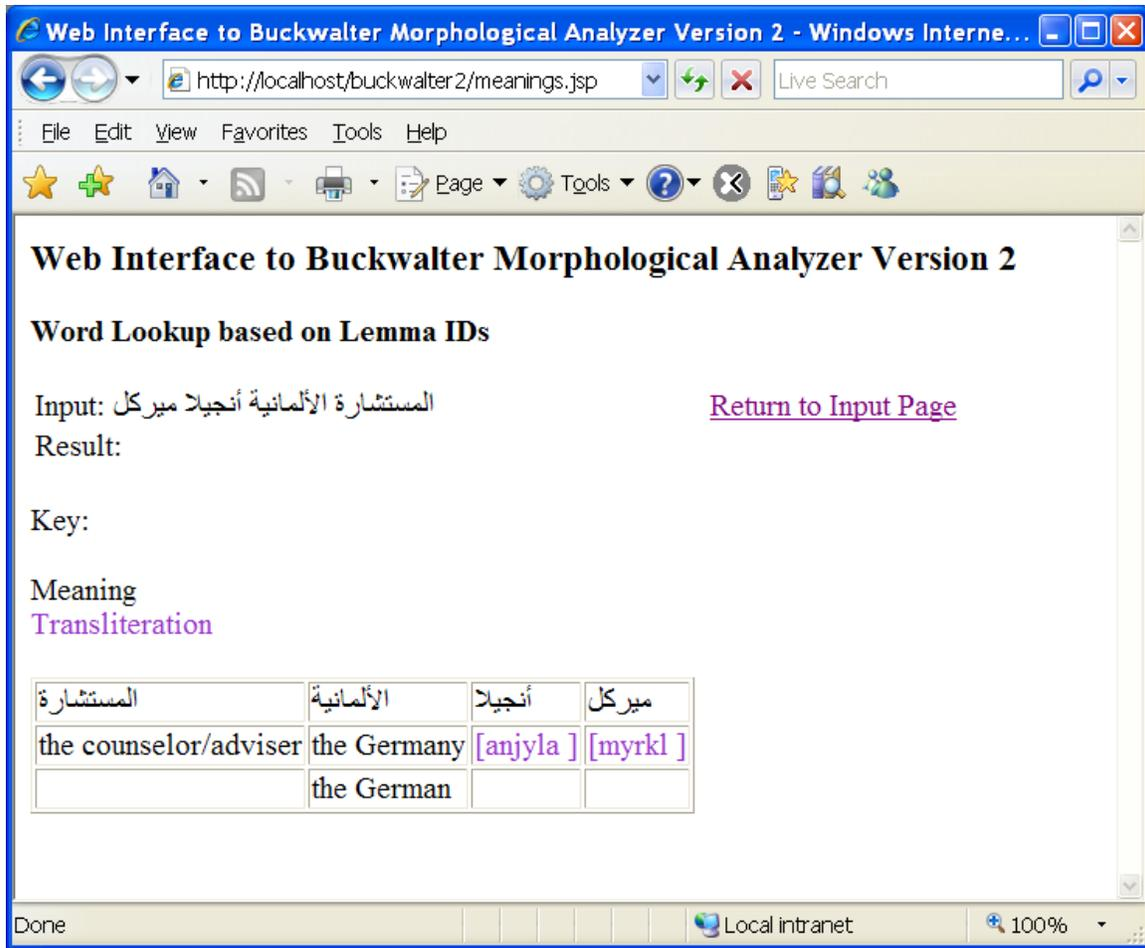 Web Interface to Buckwalter Morphological Analyzer Version 2 - Windows Interne...
http://localhost/buckwalter2/meanings.jsp Live Search
File Edit View Favorites Tools Help
Page Tools
Web Interface to Buckwalter Morphological Analyzer Version 2
Word Lookup based on Lemma IDs
Input: المستشارة الألمانية أنجيلا ميركل Return to Input Page
Result:
Key:
Meaning
Transliteration
المستشارة الألمانية أنجيلا ميركل
the counselor/adviser the Germany [anjyla ] [myrkl ]
the German
Done Local intranet 100%